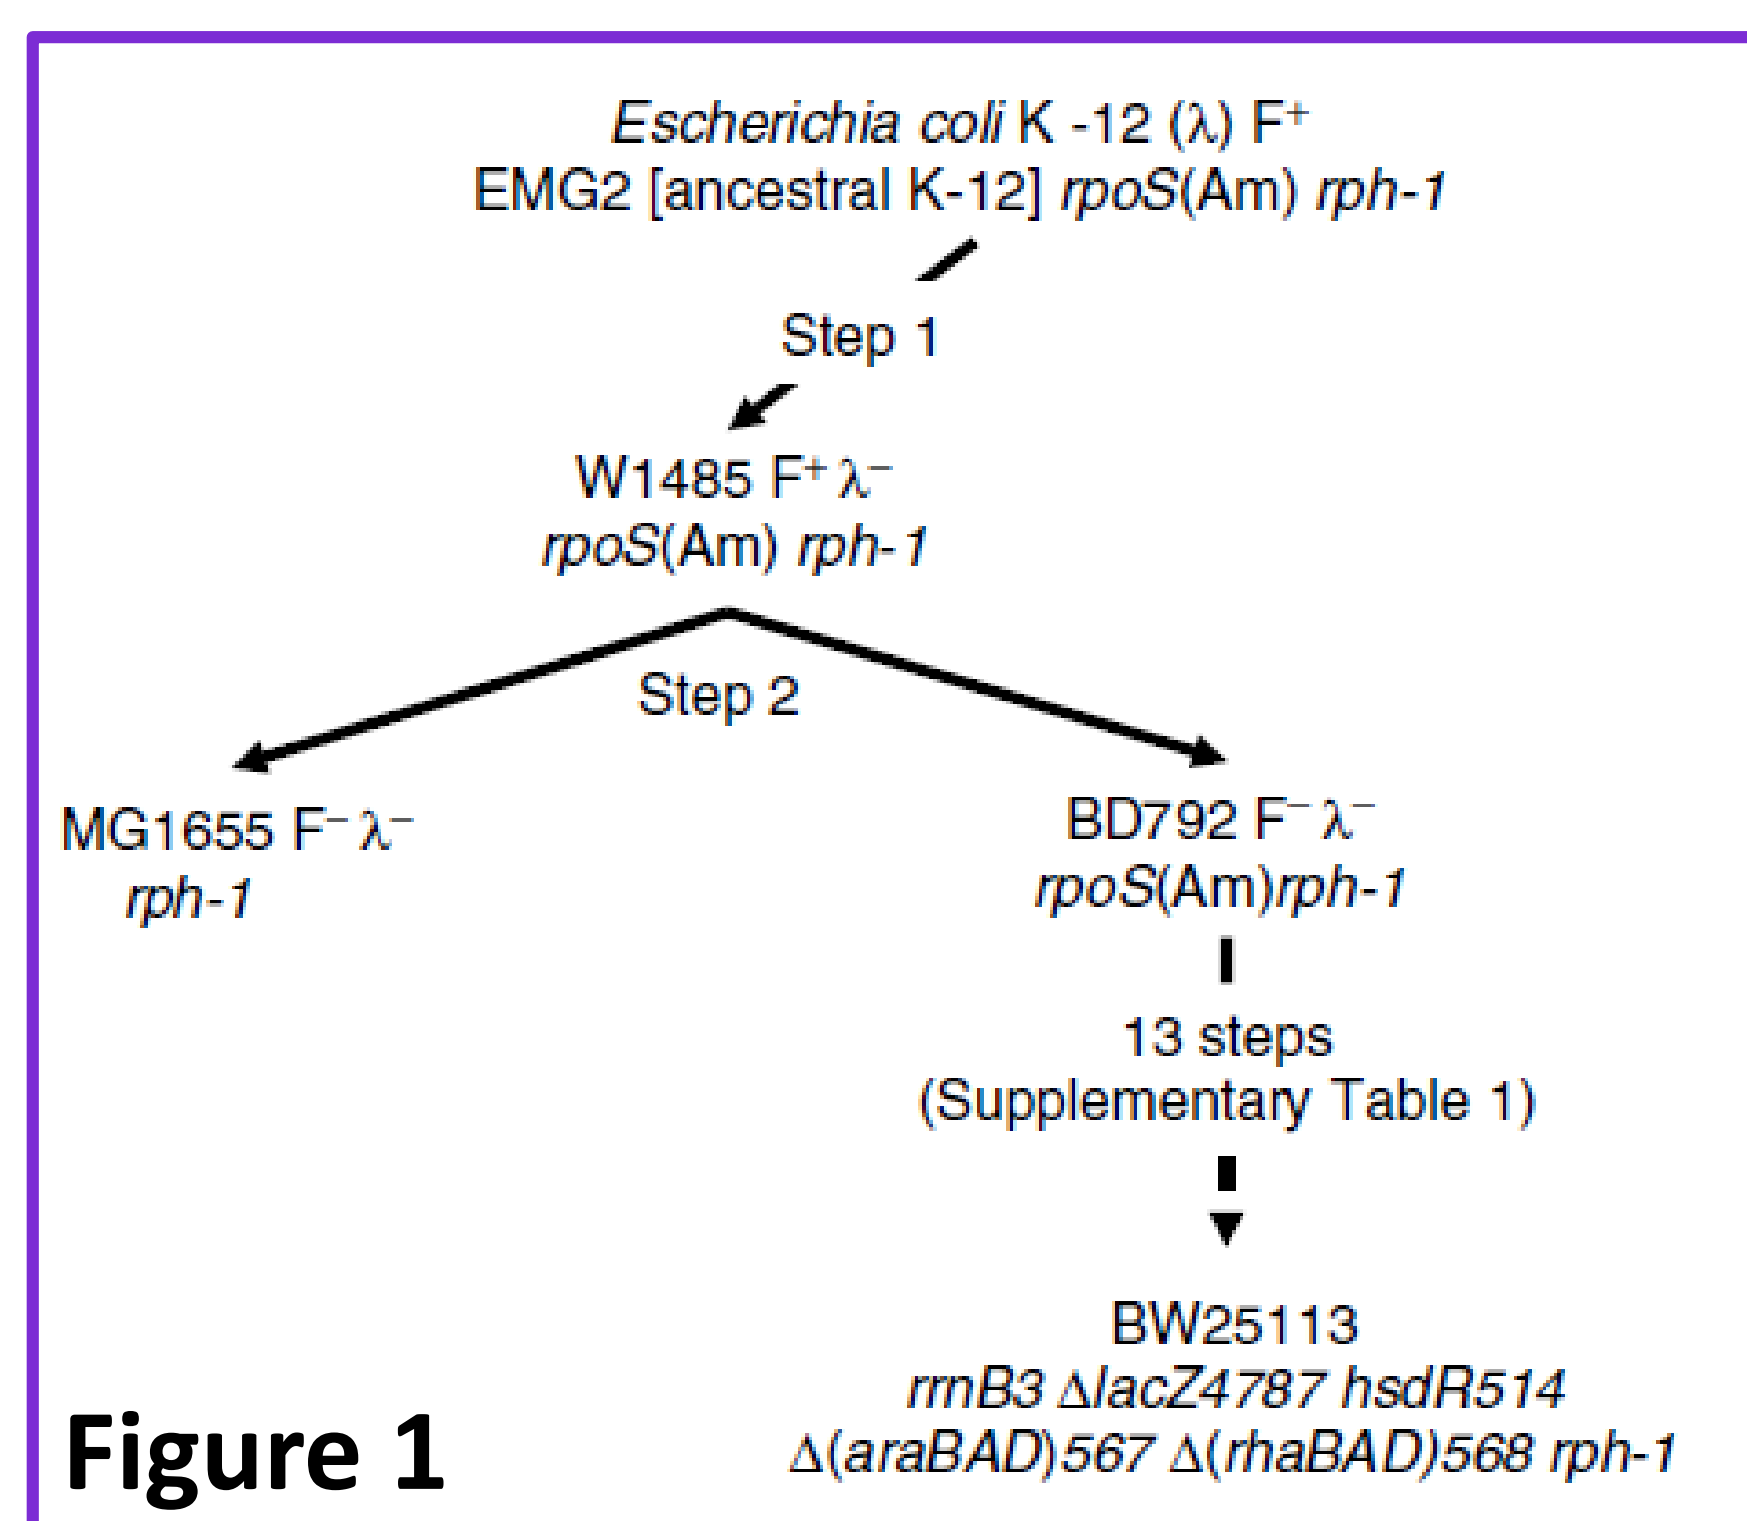 Escherichia coli K -12 (λ) F⁺
EMG2 [ancestral K-12] rpoS(Am) rph-1
Step 1
W1485 F⁺ λ⁻
rpoS(Am) rph-1
Step 2
MG1655 F⁻ λ⁻
rph-1
BD792 F⁻ λ⁻
rpoS(Am)rph-1
13 steps
(Supplementary Table 1)
BW25113
rrnB3 ΔlacZ4787 hsdR514
Δ(araBAD)567 Δ(rhaBAD)568 rph-1
Figure 1